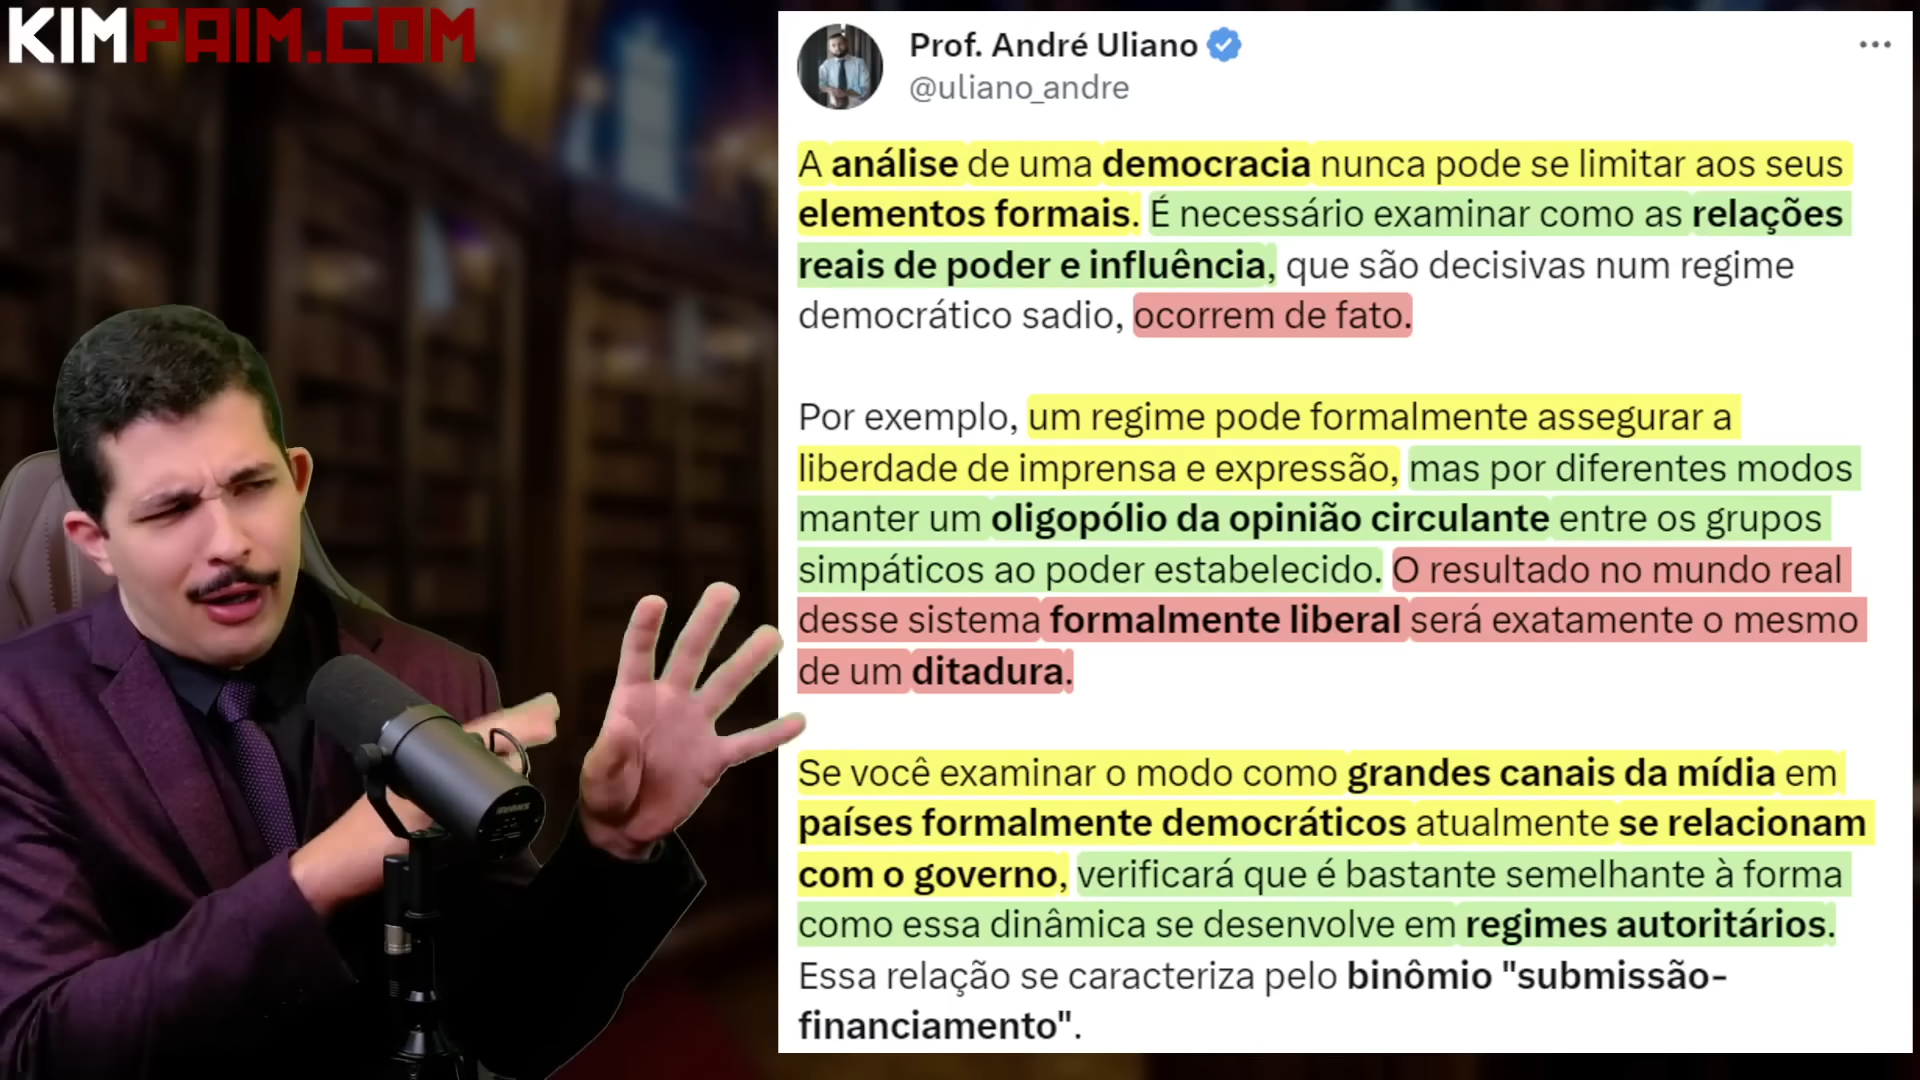 KIMPAIM.COM
Prof. André Uliano
@uliano_andre
A análise de uma democracia nunca pode se limitar aos seus
elementos formais. É necessário examinar como as relações
reais de poder e influência, que são decisivas num regime
democrático sadio, ocorrem de fato.
Por exemplo, um regime pode formalmente assegurar a
liberdade de imprensa e expressão, mas por diferentes modos
manter um oligopólio da opinião circulante entre os grupos
simpáticos ao poder estabelecido. O resultado no mundo real
desse sistema formalmente liberal será exatamente o mesmo
de um ditadura.
Se você examinar o modo como grandes canais da mídia em
países formalmente democráticos atualmente se relacionam
com o governo, verificará que é bastante semelhante à forma
como essa dinâmica se desenvolve em regimes autoritários.
Essa relação se caracteriza pelo binômio "submissão-
financiamento".